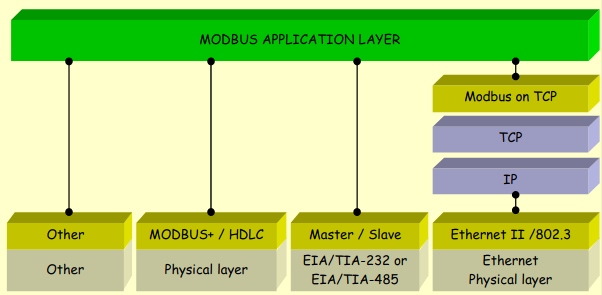 MODBUS APPLICATION LAYER
Modbus on TCP
TCP
IP
Other
MODBUS+ / HDLC
Master / Slave
Ethernet II /802.3
Other
Physical layer
EIA/TIA-232 or
EIA/TIA-485
Ethernet
Physical layer